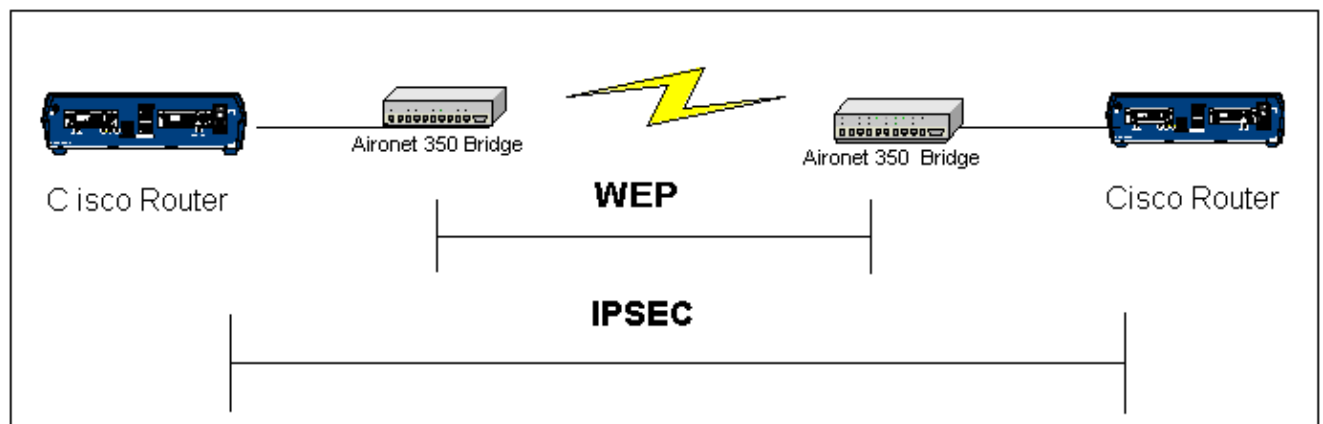 Aironet 350 Bridge
Aironet 350 Bridge
C isco Router
WEP
Cisco Router
IPSEC